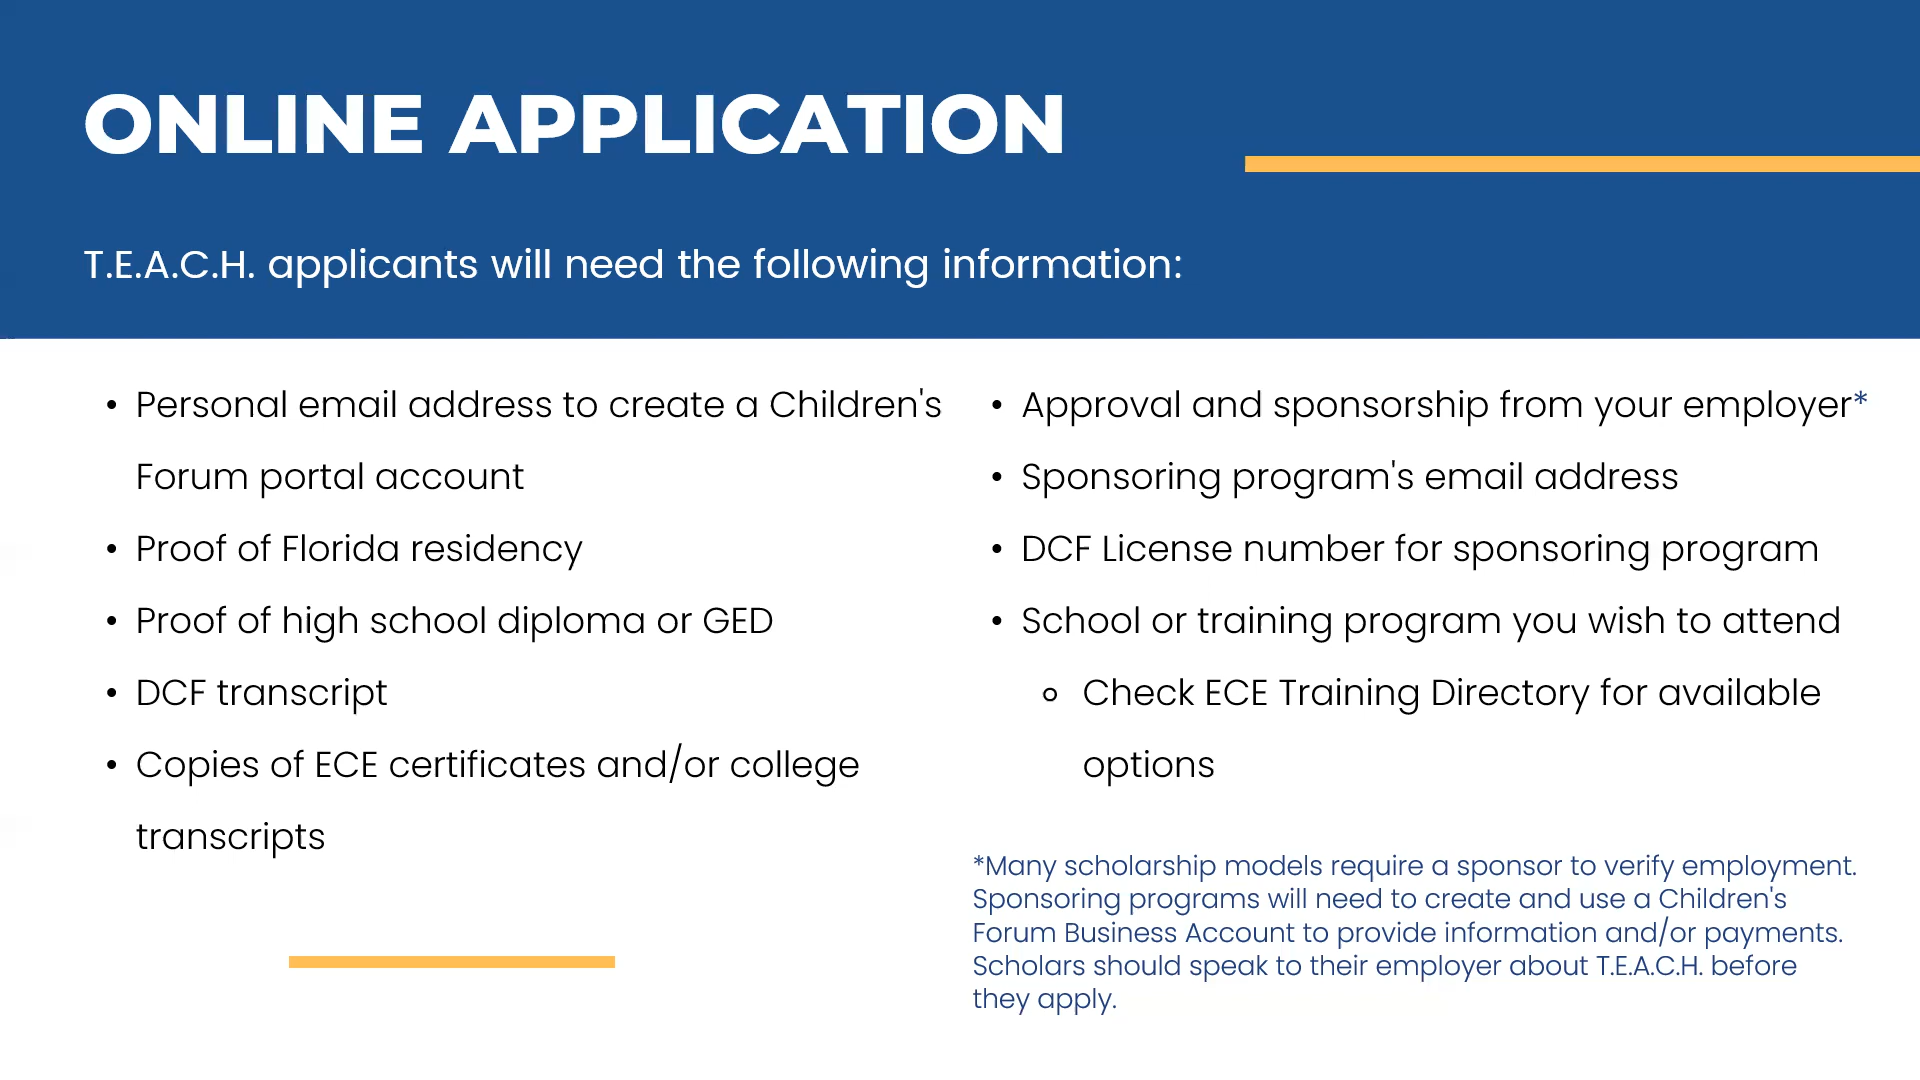 ONLINE APPLICATION
T.E.A.C.H. applicants will need the following information:
• Personal email address to create a Children's
Forum portal account
• Proof of Florida residency
• Proof of high school diploma or GED
• DCF transcript
• Copies of ECE certificates and/or college
transcripts
• Approval and sponsorship from your employer*
• Sponsoring program's email address
• DCF License number for sponsoring program
• School or training program you wish to attend
◦ Check ECE Training Directory for available
options
*Many scholarship models require a sponsor to verify employment.
Sponsoring programs will need to create and use a Children's
Forum Business Account to provide information and/or payments.
Scholars should speak to their employer about T.E.A.C.H. before
they apply.